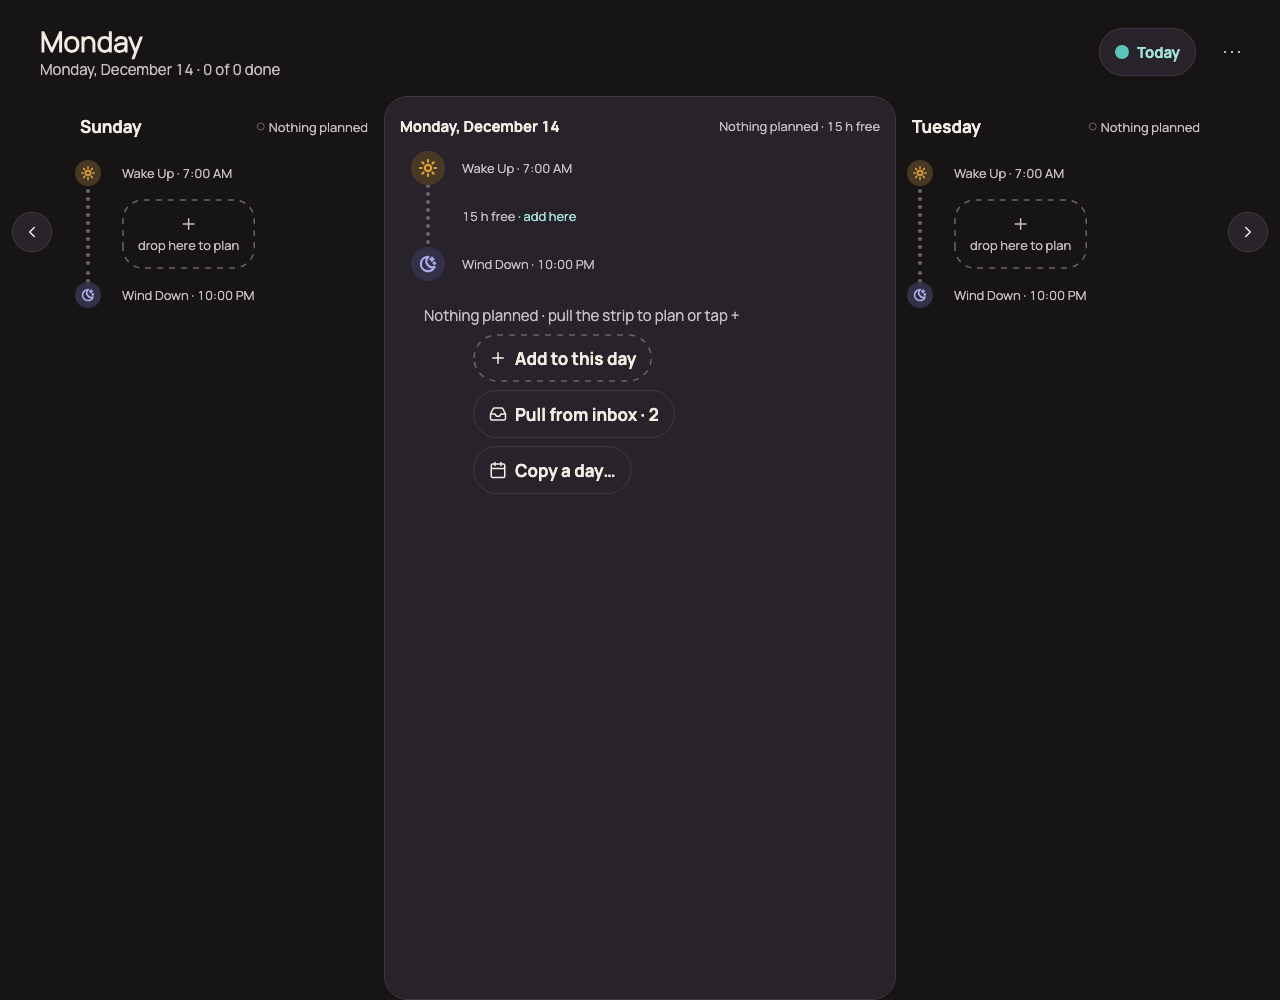 Monday
Monday, December 14 · 0 of 0 done
Today
Sunday
Nothing planned
Wake Up · 7:00 AM
drop here to plan
Wind Down · 10:00 PM
Monday, December 14
Nothing planned · 15 h free
Wake Up · 7:00 AM
15 h free · add here
Wind Down · 10:00 PM
Nothing planned · pull the strip to plan or tap +
Add to this day
Pull from inbox · 2
Copy a day…
Tuesday
Nothing planned
Wake Up · 7:00 AM
drop here to plan
Wind Down · 10:00 PM